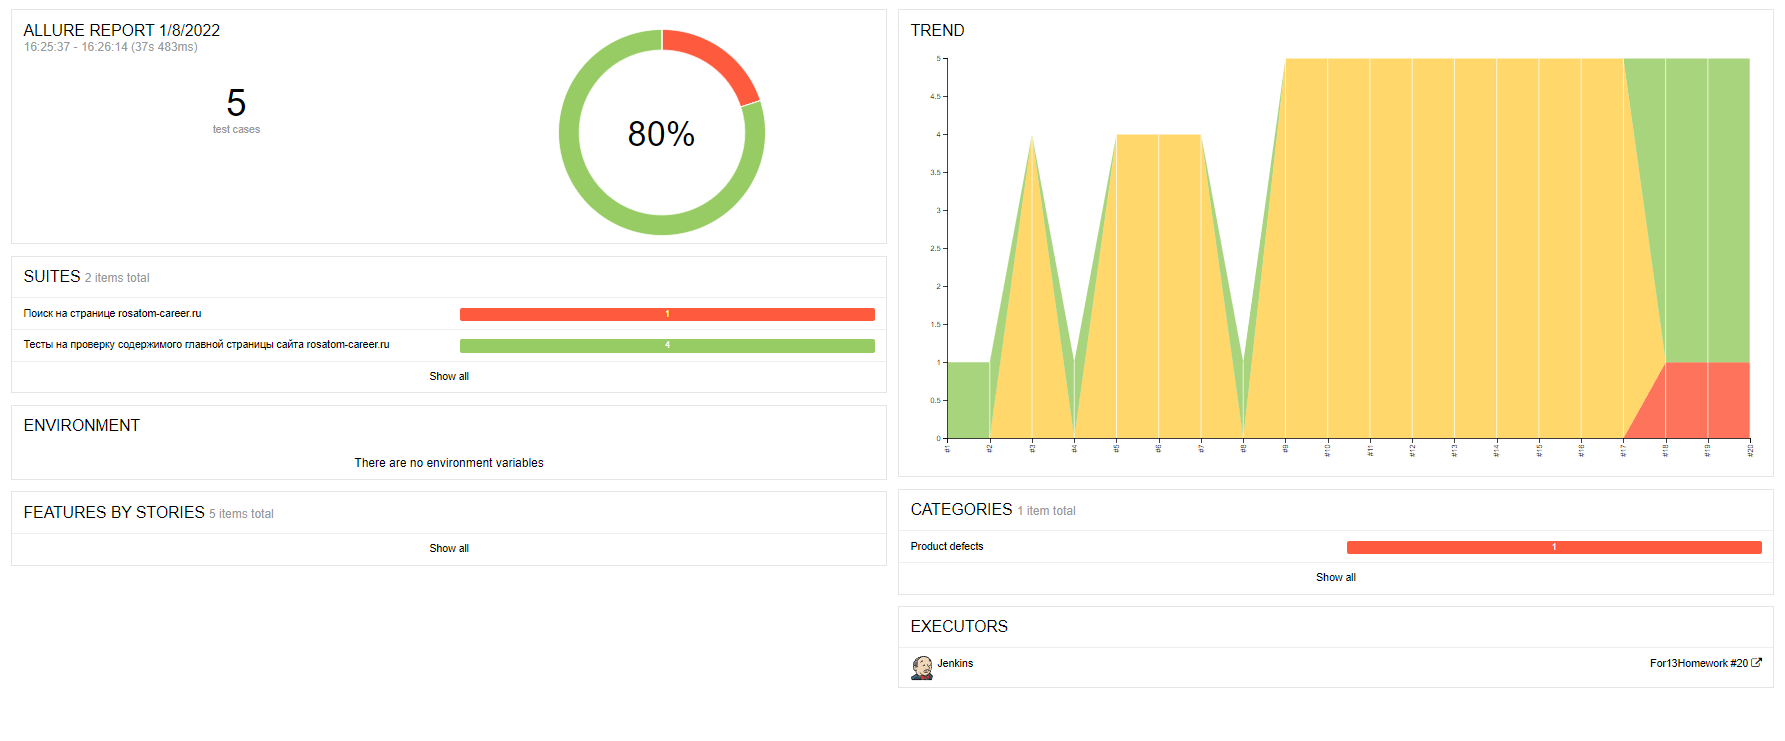 ALLURE REPORT 1/8/2022
16:25:37 - 16:26:14 (37s 483ms)
5
test cases
80%
SUITES 2 items total
Поиск на странице rosatom-career.ru
1
Тесты на проверку содержимого главной страницы сайта rosatom-career.ru
4
Show all
ENVIRONMENT
There are no environment variables
FEATURES BY STORIES 5 items total
Show all
TREND
5
4.5
4
3.5
3
2.5
2
1.5
1
0.5
0
#1 #2 #3 #4 #5 #6 #7 #8 #9 #10 #11 #12 #13 #14 #15 #16 #17 #18 #19 #20
CATEGORIES 1 item total
Product defects
1
Show all
EXECUTORS
Jenkins
For13Homework #20